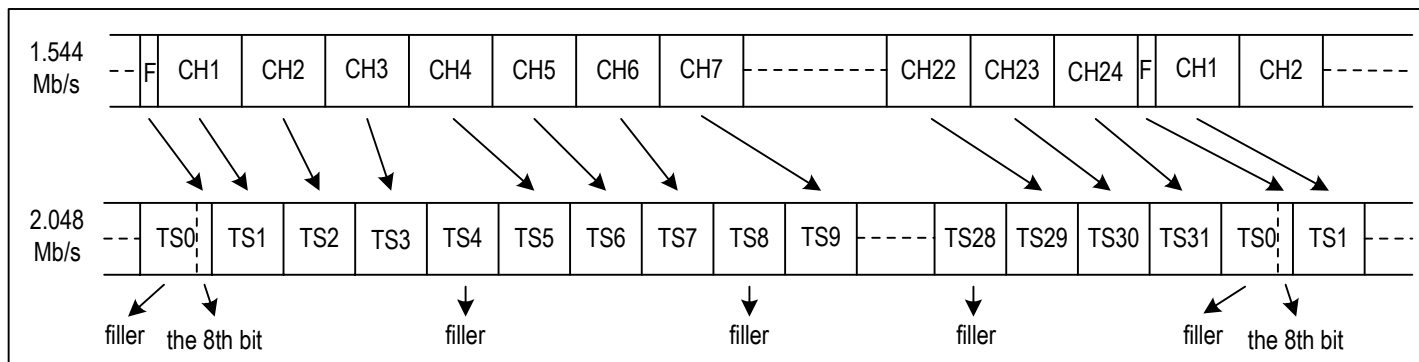 1.544
Mb/s
F CH1 CH2 CH3 CH4 CH5 CH6 CH7 CH22 CH23 CH24 F CH1 CH2
2.048
Mb/s
TS0 TS1 TS2 TS3 TS4 TS5 TS6 TS7 TS8 TS9 TS28 TS29 TS30 TS31 TS0 TS1
filler the 8th bit filler filler filler filler the 8th bit